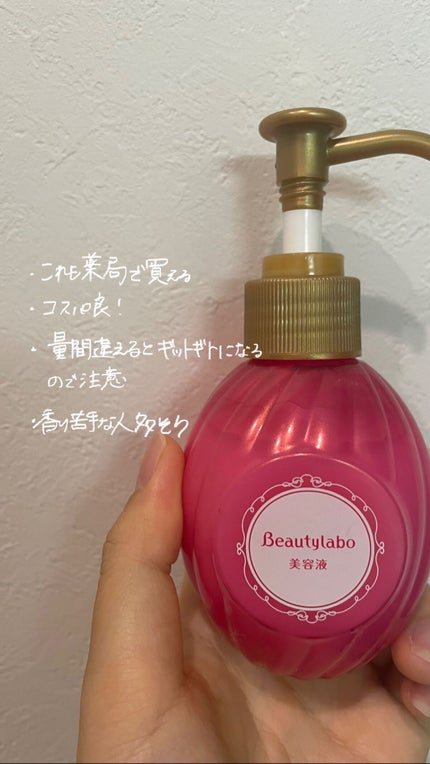 ・これも薬局で買える
・コスパ良!
・量間違えるとギットギトになる
ので注意
・香り苦手な人多そう
Beautylabo
美容液